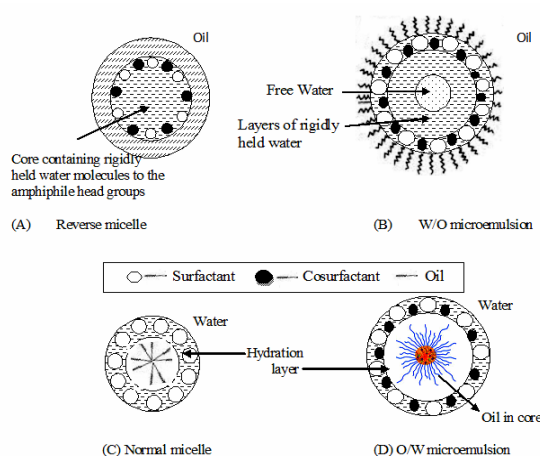 Oil
Oil
Free Water
Layers of rigidly
held water
Core containing rigidly
held water molecules to the
amphiphile head groups
(A) Reverse micelle
(B) W/O microemulsion
Surfactant Cosurfactant Oil
Water
Water
Hydration
layer
Oil in core
(C) Normal micelle
(D) O/W microemulsion